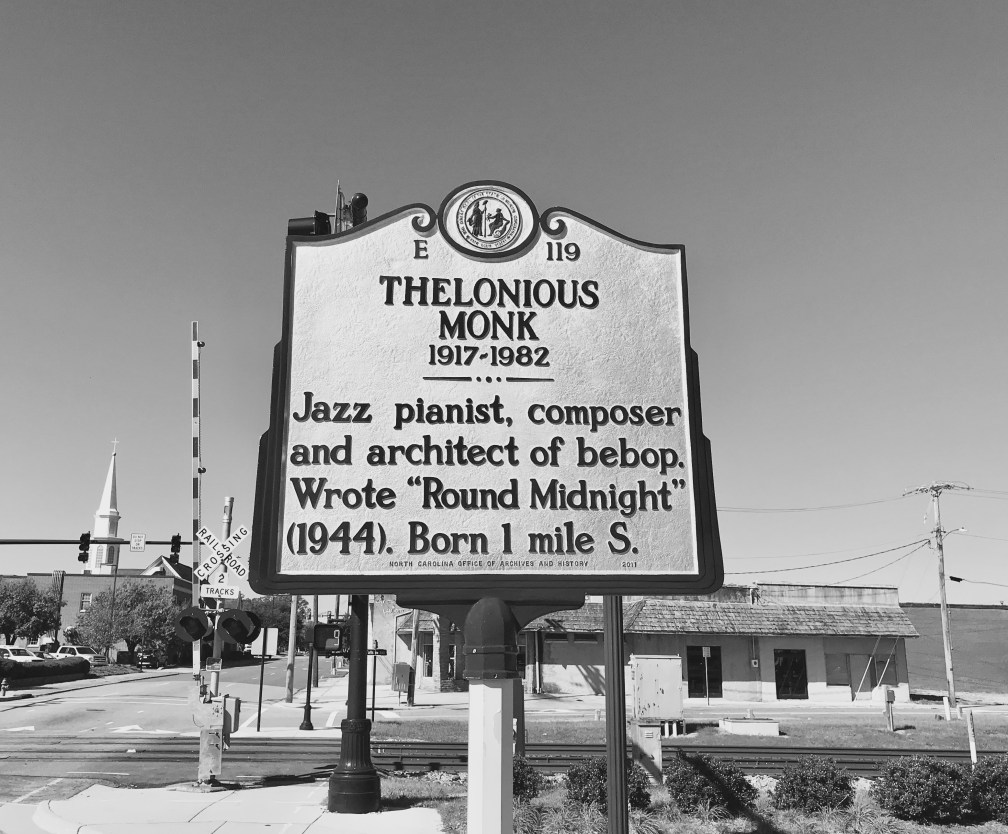 E 119
THELONIOUS
MONK
1917-1982
Jazz pianist, composer
and architect of bebop.
Wrote “Round Midnight”
(1944). Born 1 mile S.
NORTH CAROLINA OFFICE OF ARCHIVES AND HISTORY 2011
RAILROAD
CROSSING
2
TRACKS